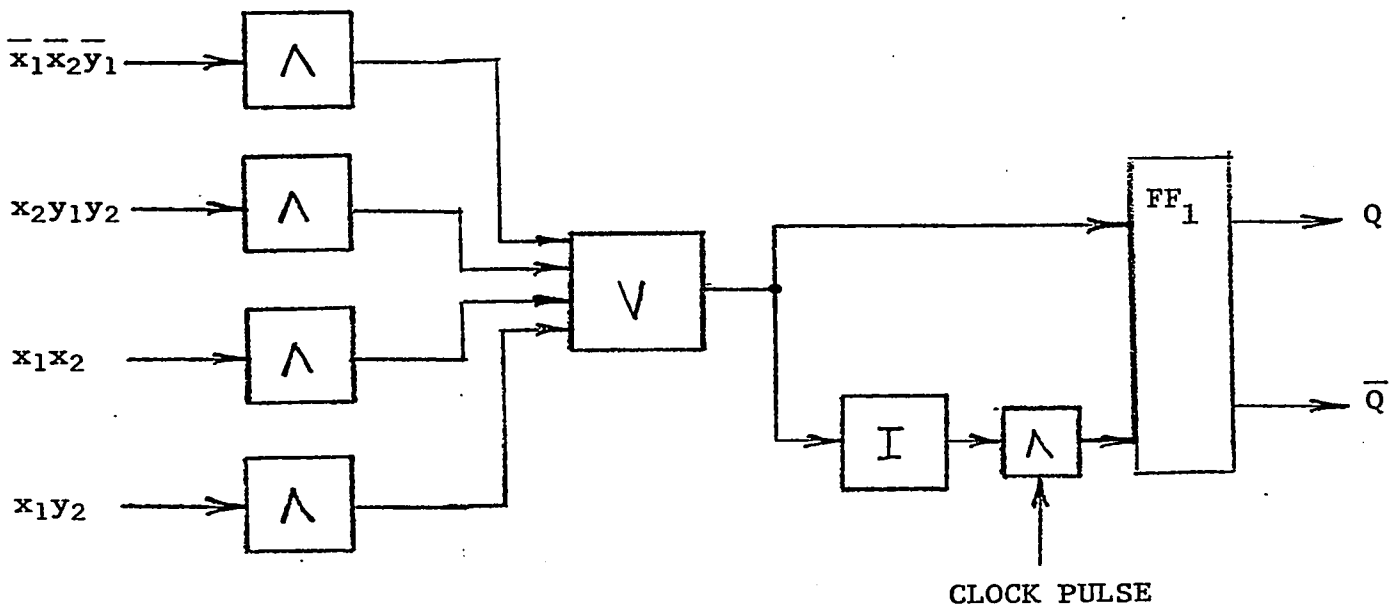 x̄₁x̄₂ȳ₁
Λ
x₂y₁y₂
Λ
x₁x₂
Λ
x₁y₂
Λ
V
FF₁
Q
Q̄
I
Λ
CLOCK PULSE